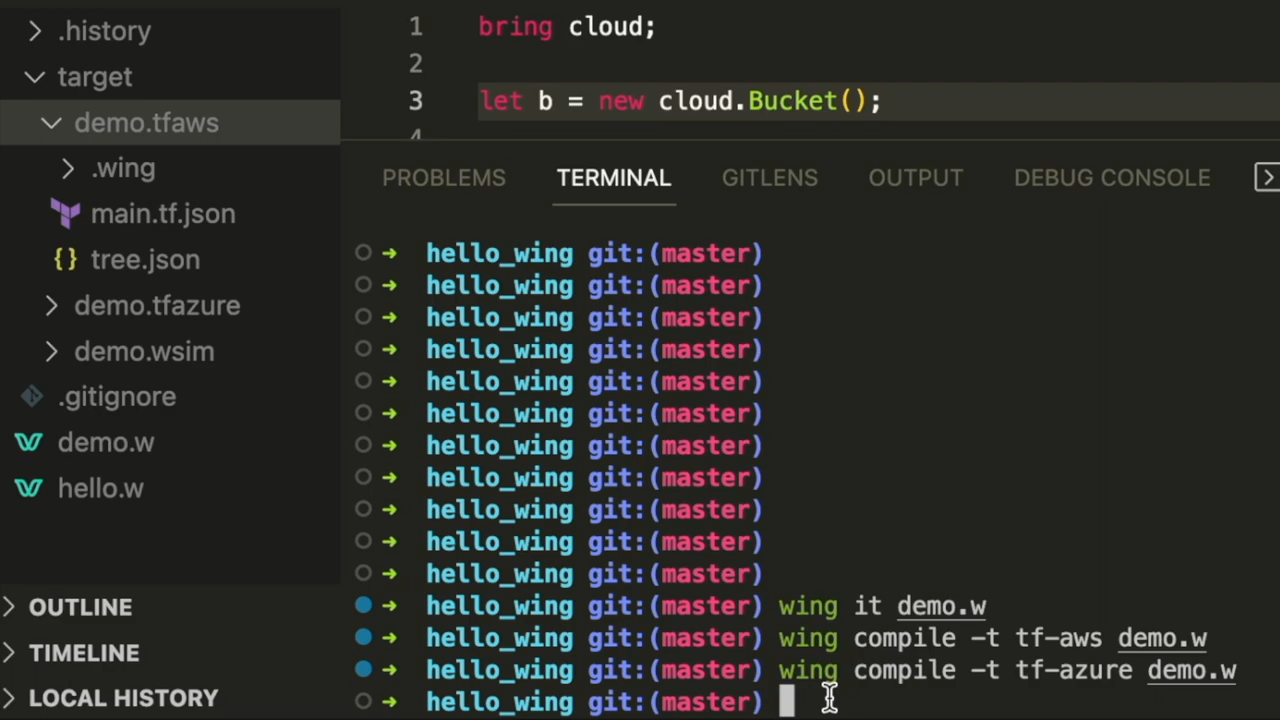 .history
target
demo.tfaws
.wing
main.tf.json
{} tree.json
demo.tfazure
demo.wsim
.gitignore
demo.w
hello.w
OUTLINE
TIMELINE
LOCAL HISTORY
1 bring cloud;
2
3 let b = new cloud.Bucket();
4
PROBLEMS TERMINAL GITLENS OUTPUT DEBUG CONSOLE
➜ hello_wing git:(master)
➜ hello_wing git:(master)
➜ hello_wing git:(master)
➜ hello_wing git:(master)
➜ hello_wing git:(master)
➜ hello_wing git:(master)
➜ hello_wing git:(master)
➜ hello_wing git:(master)
➜ hello_wing git:(master)
➜ hello_wing git:(master)
➜ hello_wing git:(master)
➜ hello_wing git:(master) wing it demo.w
➜ hello_wing git:(master) wing compile -t tf-aws demo.w
➜ hello_wing git:(master) wing compile -t tf-azure demo.w
➜ hello_wing git:(master)